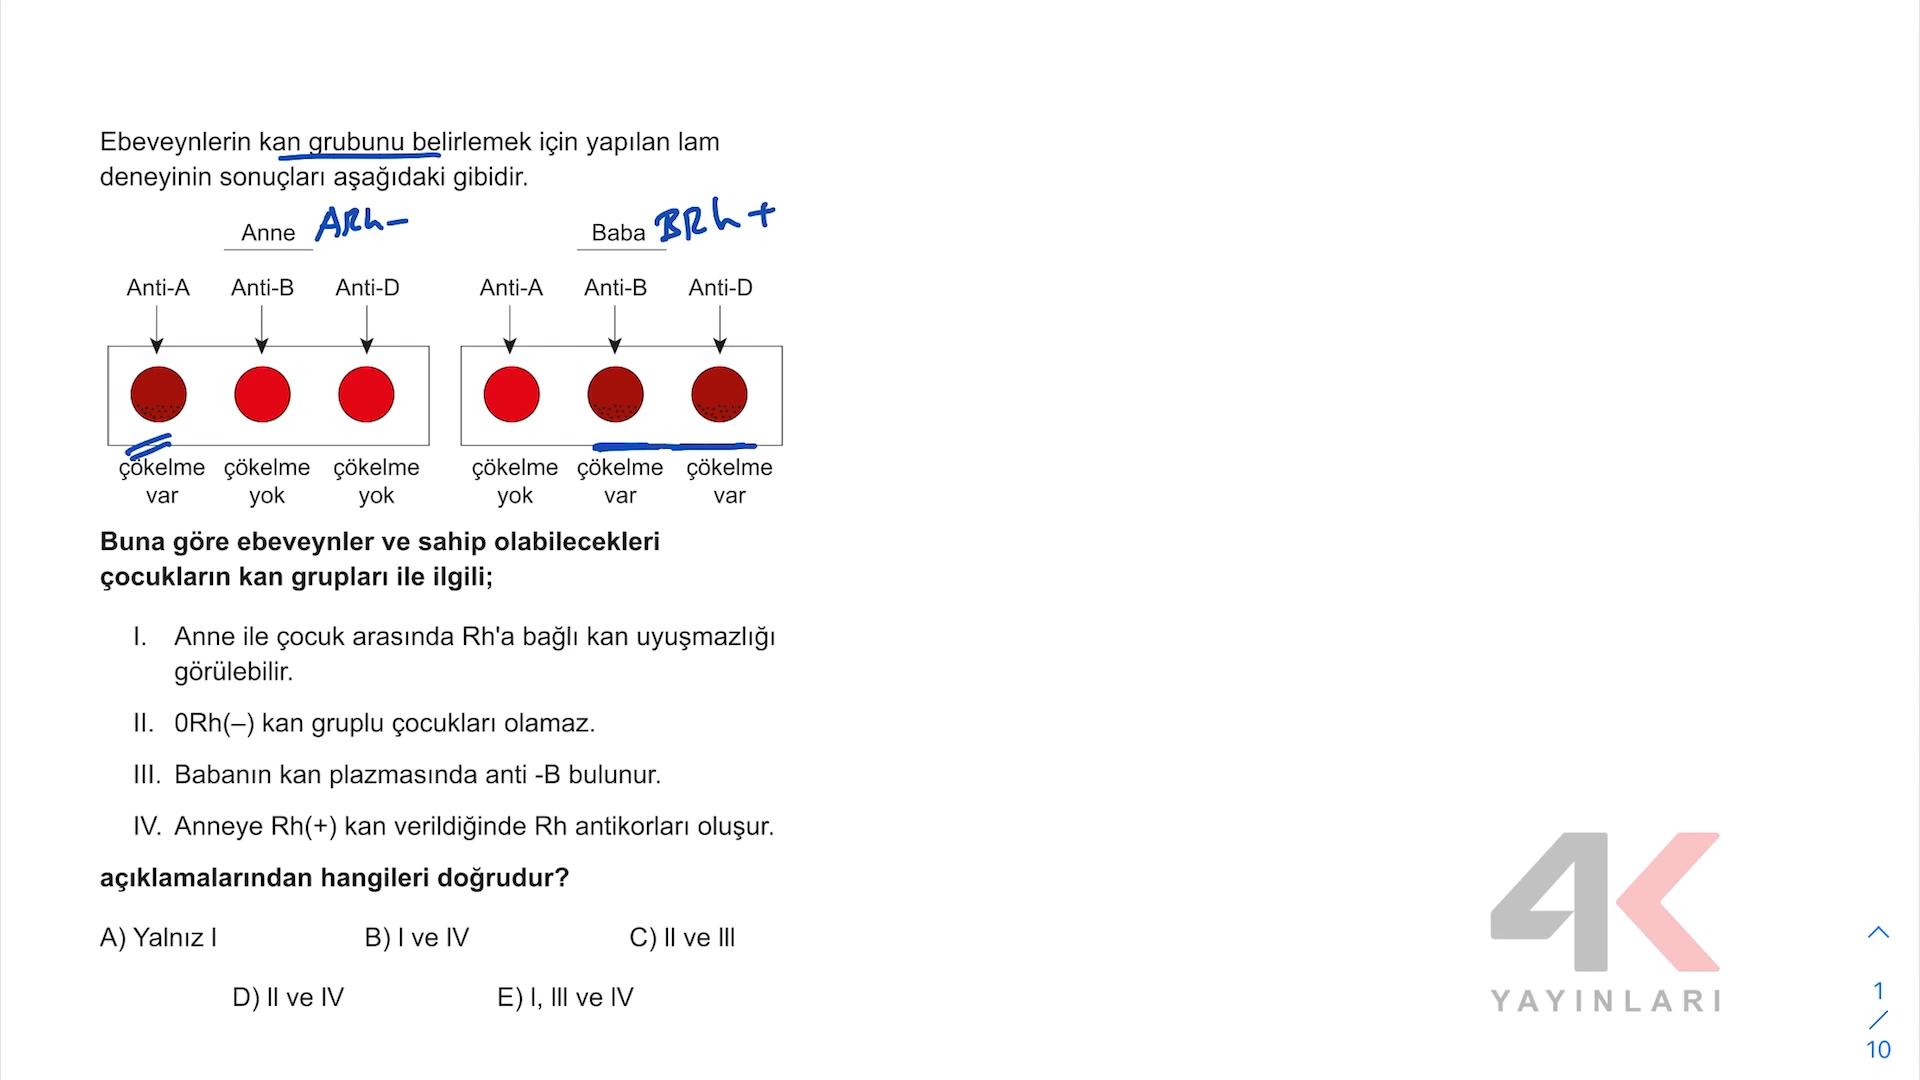 Ebeveynlerin kan grubunu belirlemek için yapılan lam
deneyinin sonuçları aşağıdaki gibidir.
Anne ARh-
Baba BRh+
Anti-A Anti-B Anti-D
Anti-A Anti-B Anti-D
çökelme var çökelme yok çökelme yok
çökelme yok çökelme var çökelme var
Buna göre ebeveynler ve sahip olabilecekleri
çocukların kan grupları ile ilgili;
I. Anne ile çocuk arasında Rh'a bağlı kan uyuşmazlığı
görülebilir.
II. 0Rh(–) kan gruplu çocukları olamaz.
III. Babanın kan plazmasında anti -B bulunur.
IV. Anneye Rh(+) kan verildiğinde Rh antikorları oluşur.
açıklamalarından hangileri doğrudur?
A) Yalnız I B) I ve IV C) II ve III
D) II ve IV E) I, III ve IV
4K
YAYINLARI
1
/
10